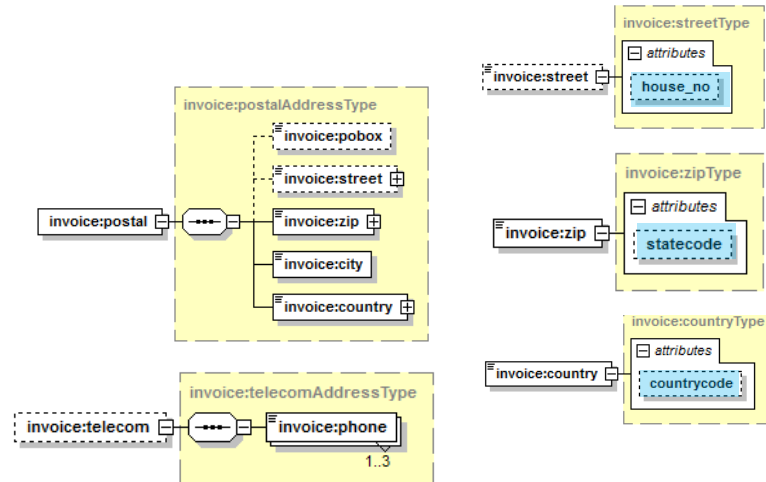 invoice:postalAddressType
invoice:pobox
invoice:street
invoice:postal
invoice:zip
invoice:city
invoice:country
invoice:telecomAddressType
invoice:telecom
invoice:phone
1..3
invoice:streetType
attributes
invoice:street
house_no
invoice:zipType
attributes
invoice:zip
statecode
invoice:countryType
attributes
invoice:country
countrycode